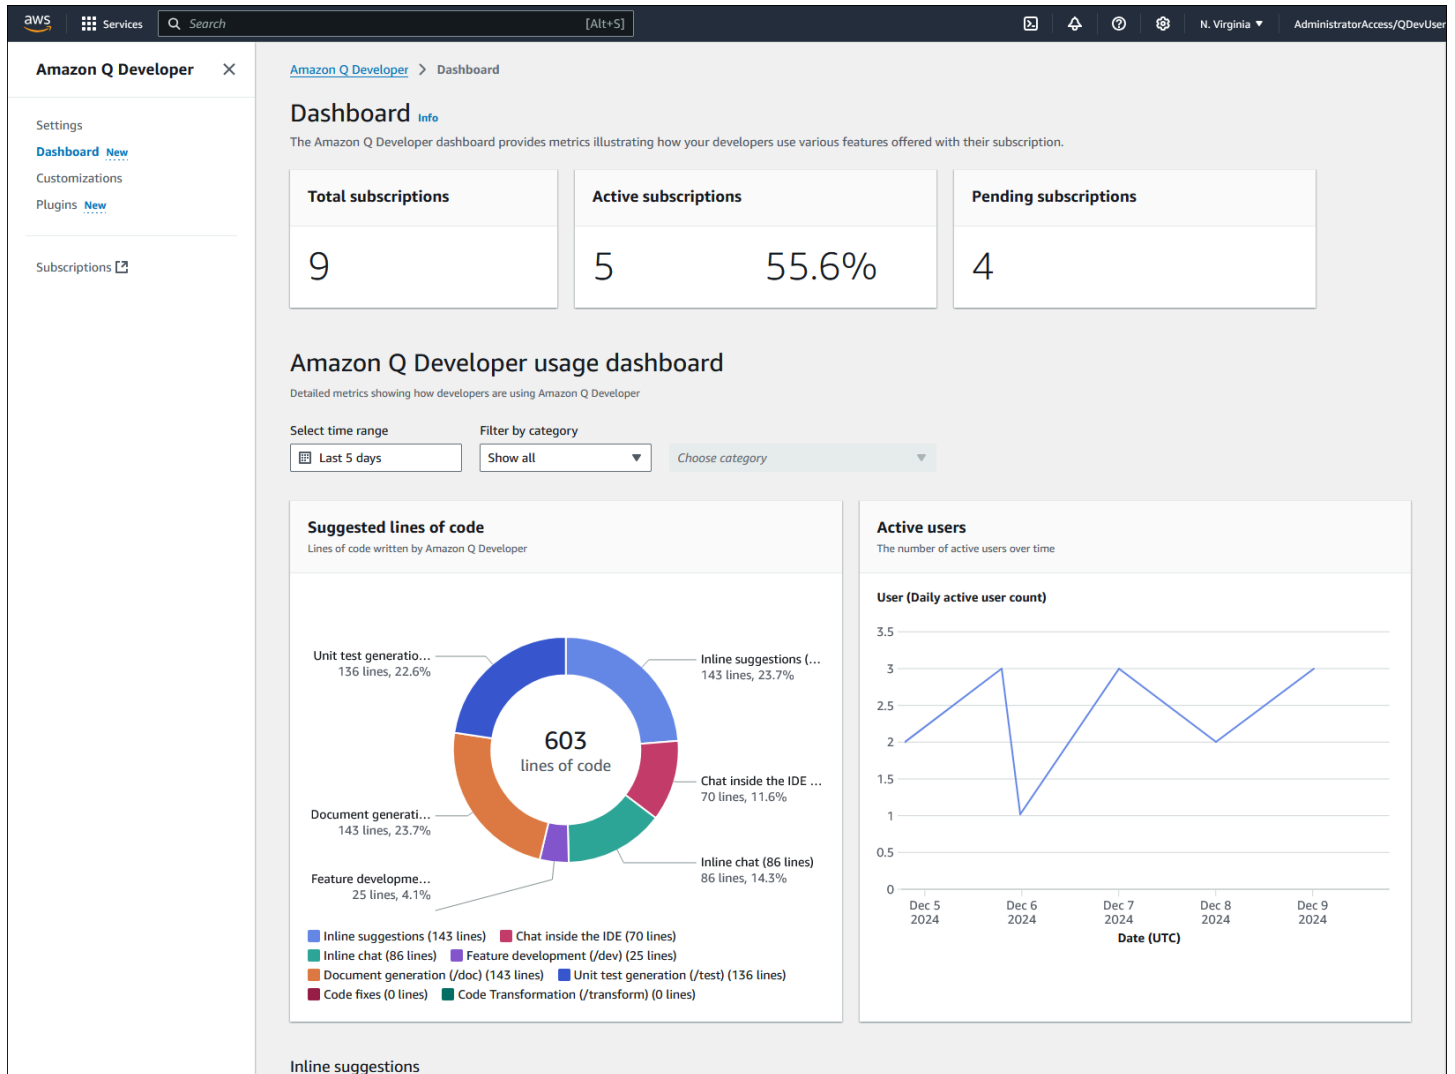 aws Services Search [Alt+S] N. Virginia ▼ AdministratorAccess/QDevUser
Amazon Q Developer
Settings
Dashboard New
Customizations
Plugins New
Subscriptions
Amazon Q Developer > Dashboard
Dashboard Info
The Amazon Q Developer dashboard provides metrics illustrating how your developers use various features offered with their subscription.
Total subscriptions
9
Active subscriptions
5 55.6%
Pending subscriptions
4
Amazon Q Developer usage dashboard
Detailed metrics showing how developers are using Amazon Q Developer
Select time range
Last 5 days
Filter by category
Show all
Choose category
Suggested lines of code
Lines of code written by Amazon Q Developer
Unit test generatio...
136 lines, 22.6%
Inline suggestions (...
143 lines, 23.7%
603
lines of code
Chat inside the IDE ...
70 lines, 11.6%
Document generati...
143 lines, 23.7%
Inline chat (86 lines)
86 lines, 14.3%
Feature developme...
25 lines, 4.1%
Inline suggestions (143 lines) Chat inside the IDE (70 lines)
Inline chat (86 lines) Feature development (/dev) (25 lines)
Document generation (/doc) (143 lines) Unit test generation (/test) (136 lines)
Code fixes (0 lines) Code Transformation (/transform) (0 lines)
Active users
The number of active users over time
User (Daily active user count)
3.5
3
2.5
2
1.5
1
0.5
0
Dec 5 Dec 6 Dec 7 Dec 8 Dec 9
2024 2024 2024 2024 2024
Date (UTC)
Inline suggestions